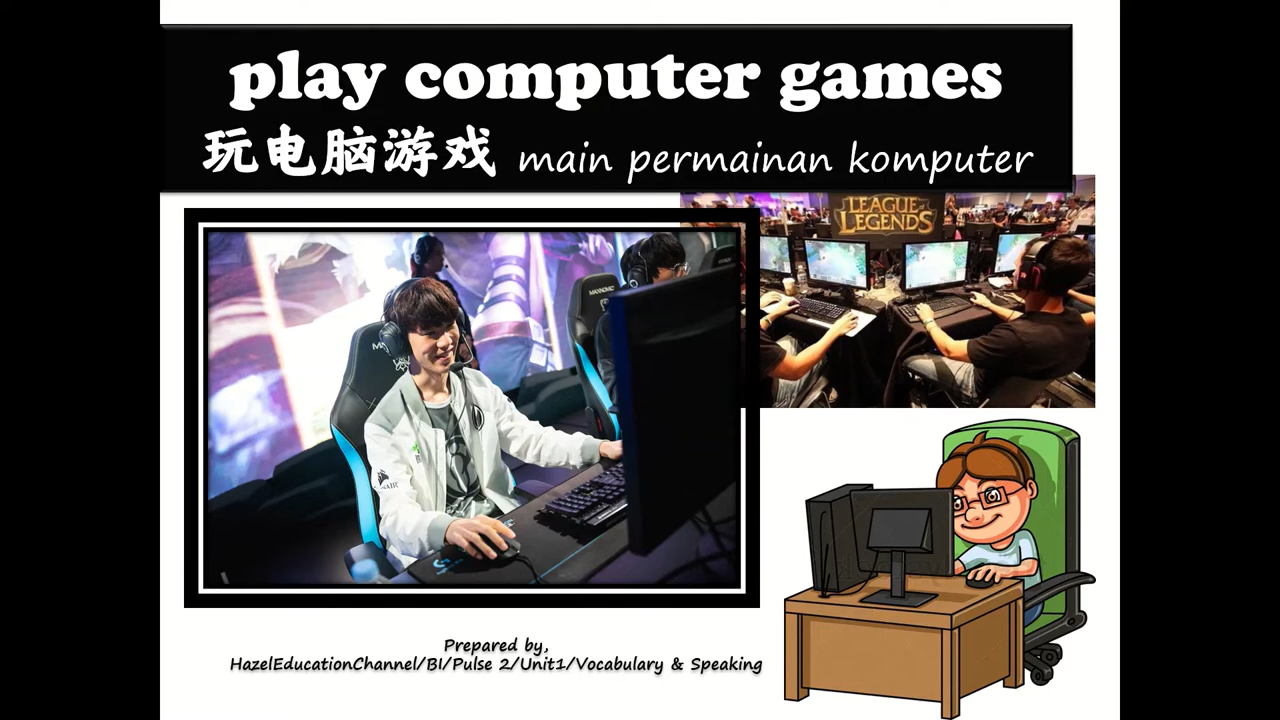 play computer games
玩电脑游戏 main permainan komputer
LEAGUE OF LEGENDS
Prepared by,
HazelEducationChannel/BI/Pulse 2/Unit1/Vocabulary & Speaking